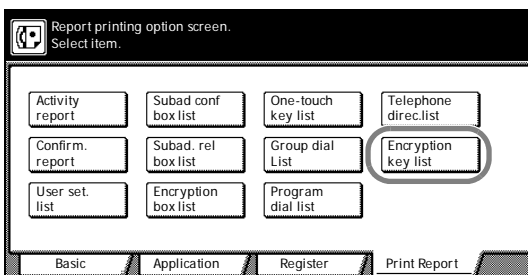 Report printing option screen.
Select item.
Activity
report
Subad conf
box list
One-touch
key list
Telephone
direc.list
Confirm.
report
Subad. rel
box list
Group dial
List
Encryption
key list
User set.
list
Encryption
box list
Program
dial list
Basic
Application
Register
Print Report